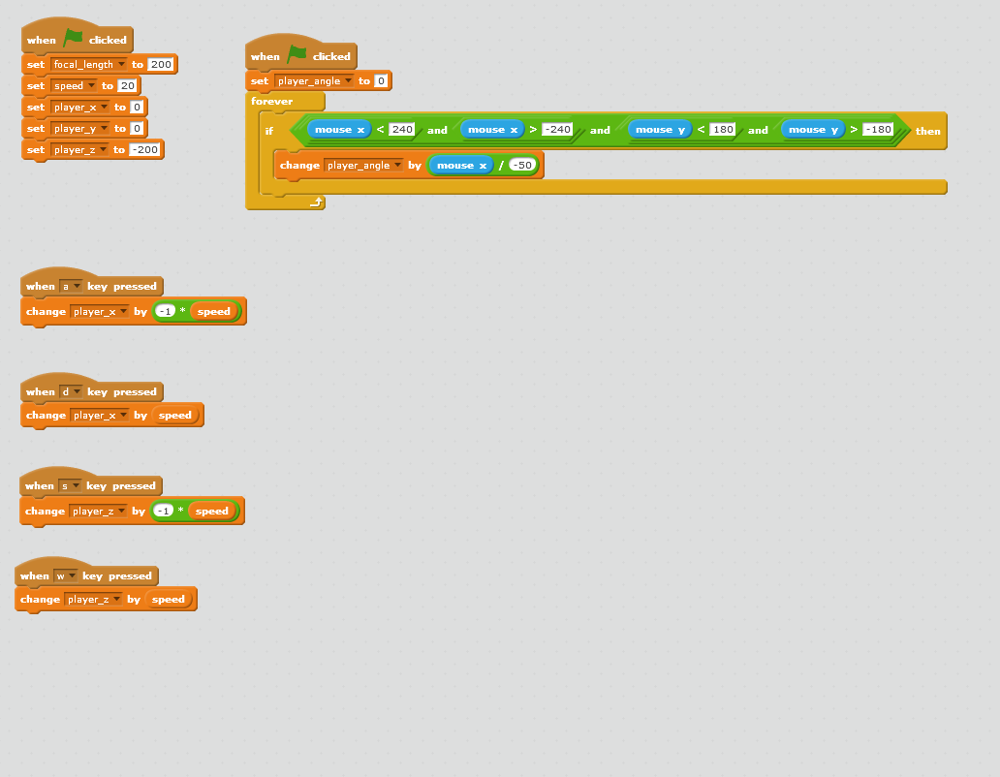 when clicked
set focal_length to 200
set speed to 20
set player_x to 0
set player_y to 0
set player_z to -200
when clicked
set player_angle to 0
forever
if mouse x < 240 and mouse x > -240 and mouse y < 180 and mouse y > -180 then
change player_angle by mouse x / -50
when a key pressed
change player_x by -1 * speed
when d key pressed
change player_x by speed
when s key pressed
change player_z by -1 * speed
when w key pressed
change player_z by speed